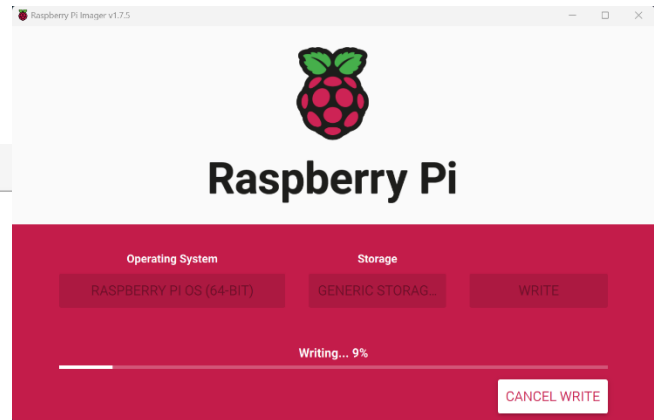 Raspberry Pi Imager v1.7.5
Raspberry Pi
Operating System
Storage
RASPBERRY PI OS (64-BIT)
GENERIC STORAG...
WRITE
Writing... 9%
CANCEL WRITE